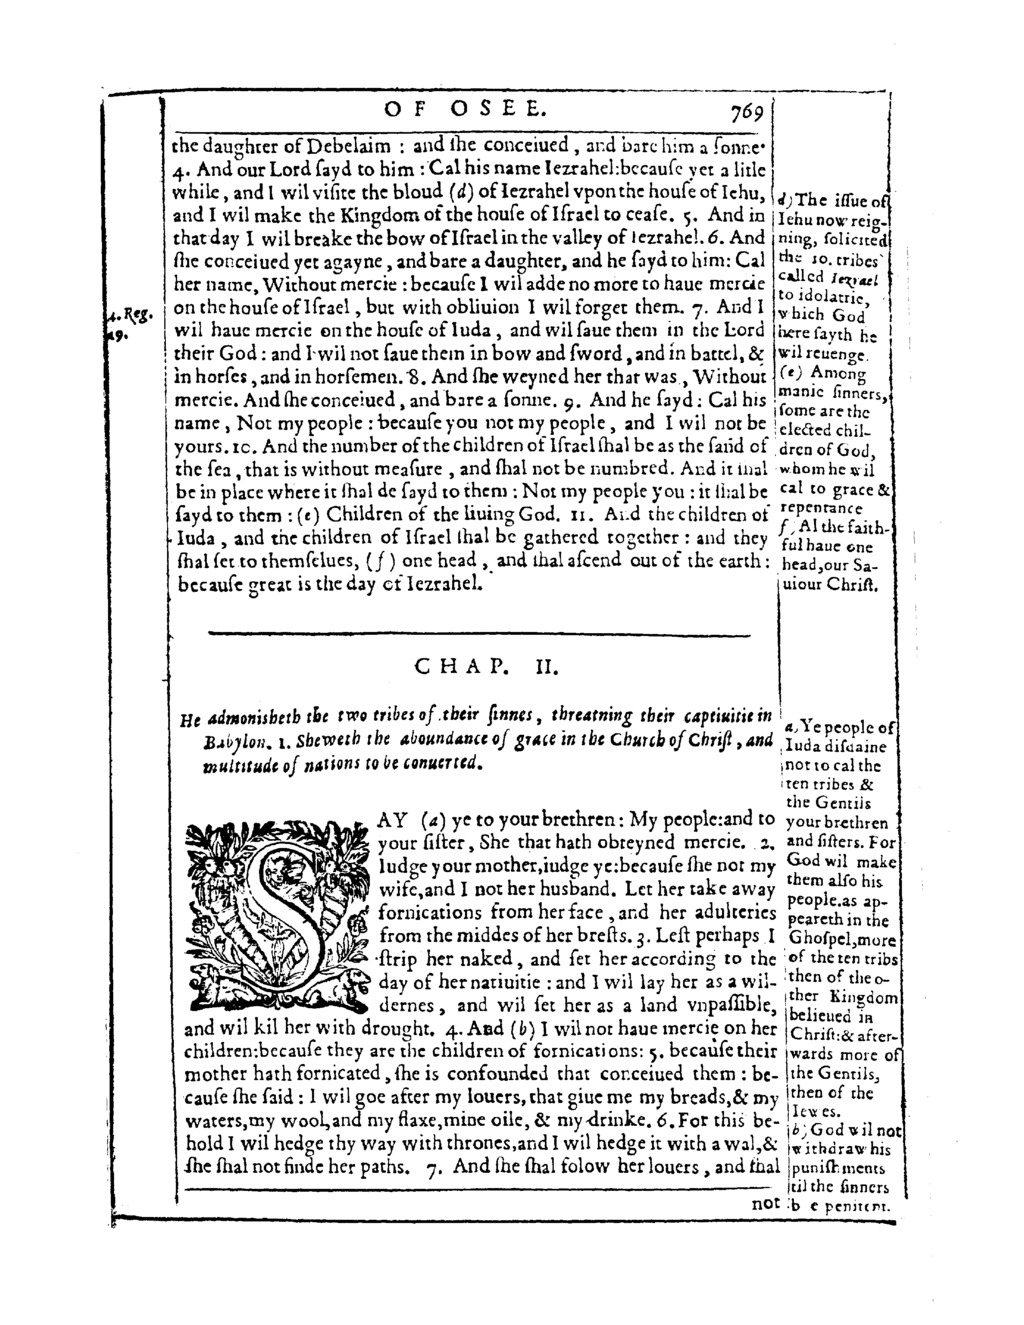 OF OSEE. 769
the daughter of Debelaim : and ſhe conceiued , and bare him a ſonne.
4. And our Lord ſayd to him : Cal his name Iezrahel: becauſe yet a litle
while , and I wil viſite the bloud (d) of Iezrahel vpon the houſe of Iehu,
and I wil make the Kingdom of the houſe of Iſrael to ceaſe. 5. And in
that day I wil breake the bow of Iſrael in the valley of Iezrahel. 6. And
ſhe conceiued yet agayne , and bare a daughter, and he ſayd to him: Cal
her name, Without mercie : becauſe I wil adde no more to haue mercie
on the houſe of Iſrael , but with obliuion I wil forget them. 7. And I
wil haue mercie on the houſe of Iuda , and wil ſaue them in the Lord
their God : and I wil not ſaue them in bow and ſword , and in battel, &
in horſes , and in horſemen. 8. And ſhe weyned her that was , Without
mercie. And ſhe conceiued , and bare a ſonne. 9. And he ſayd : Cal his
name , Not my people : becauſe you not my people , and I wil not be
yours. 10. And the number of the children of Iſrael ſhal be as the ſand of
the ſea , that is without meaſure , and ſhal not be numbred. And it ſhal
be in place where it ſhal de ſayd to them : Not my people you : it ſhal be
ſayd to them : (e) Children of the liuing God. 11. And the children of
Iuda , and the children of Iſrael ſhal be gathered together : and they
ſhal ſet to themſelues, (f) one head , and ſhal aſcend out of the earth :
becauſe great is the day of Iezrahel.
4. Reg.
19.
d) The iſſue of
Iehu now reig-
ning, ſolicited
the 10. tribes
called Iezrael
to idolatrie,
which God
here ſayth he
wil reuenge.
(e) Among
manie ſinners,
ſome are the
elected chil-
dren of God,
whom he wil
cal to grace &
repentance
f) Al the faith-
ful haue one
head, our Sa-
uiour Chriſt.
CHAP. II.
He admonisheth the two tribes of their ſinnes, threatning their captiuitie in
Babylon. 1. Sheweth the aboundance of grace in the Church of Chriſt, and
multitude of nations to be conuerted.
SAY (a) ye to your brethren : My people: and to
your ſiſter , She that hath obteyned mercie. 2.
Iudge your mother, iudge ye: becauſe ſhe not my
wife, and I not her husband. Let her take away
fornications from her face , and her adulteries
from the middes of her breſts. 3. Leſt perhaps I
ſtrip her naked, and ſet her according to the
day of her natiuitie : and I wil lay her as a wil-
dernes , and wil ſet her as a land vnpaſſible,
and wil kil her with drought. 4. And (b) I wil not haue mercie on her
children: becauſe they are the children of fornications: 5. becauſe their
mother hath fornicated , ſhe is confounded that conceiued them : be-
cauſe ſhe ſaid : I wil goe after my louers, that giue me my breads, & my
waters, my wool, and my flaxe, mine oile, & my drinke. 6. For this be-
hold I wil hedge thy way with thrones, and I wil hedge it with a wal, &
ſhe ſhal not finde her paths. 7. And ſhe ſhal folow her louers , and ſhal
not
a) Ye people of
Iuda diſdaine
not to cal the
ten tribes &
the Gentils
your brethren
and ſiſters. For
God wil make
them alſo his
people, as ap-
peareth in the
Ghoſpel, more
of the ten tribs
then of the o-
ther Kingdom
belieued in
Chriſt: & after-
wards more of
the Gentils,
then of the
Iewes.
b) God wil not
withdraw his
puniſhments
til the ſinners
be penitent.